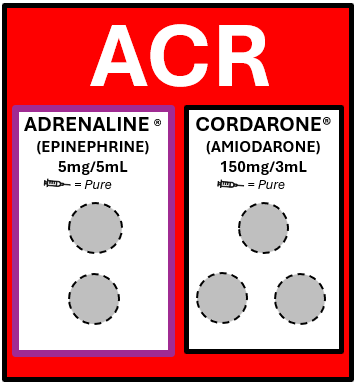 ACR
ADRENALINE ®
(EPINEPHRINE)
5mg/5mL
= Pure
CORDARONE®
(AMIODARONE)
150mg/3mL
= Pure